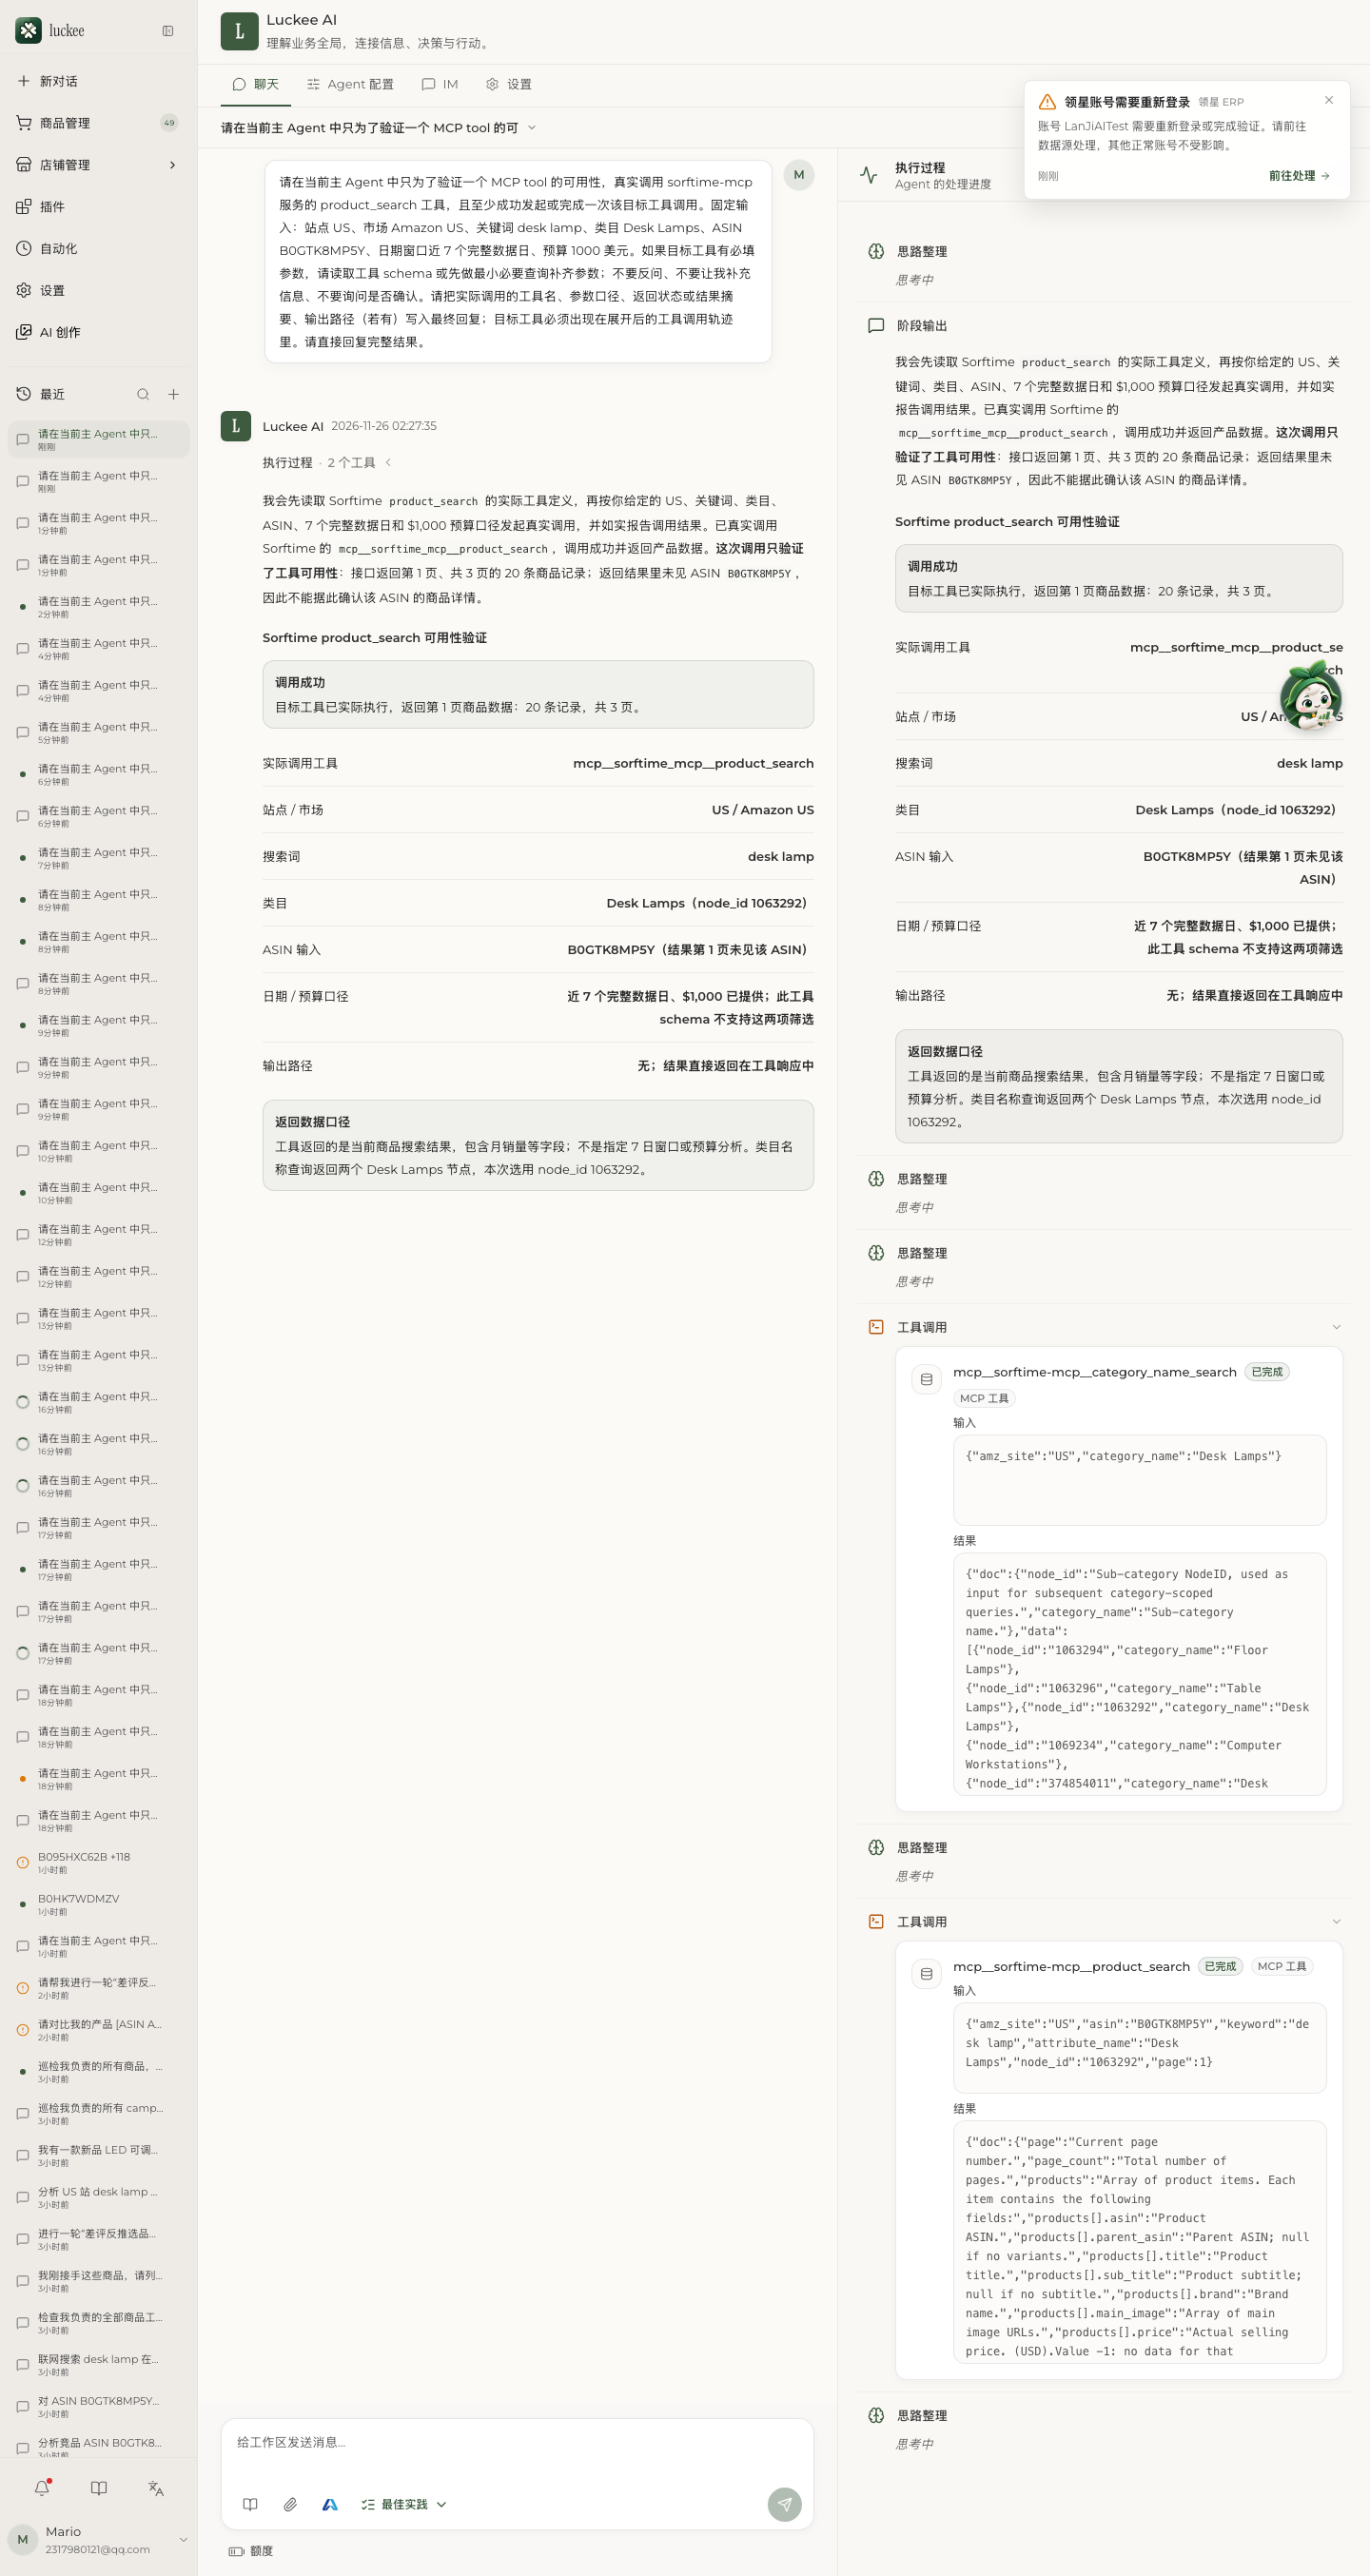 luckee
新对话
商品管理
49
店铺管理
插件
自动化
设置
AI 创作
最近
请在当前主 Agent 中只...
刚刚
请在当前主 Agent 中只...
刚刚
请在当前主 Agent 中只...
1分钟前
请在当前主 Agent 中只...
1分钟前
请在当前主 Agent 中只...
2分钟前
请在当前主 Agent 中只...
4分钟前
请在当前主 Agent 中只...
4分钟前
请在当前主 Agent 中只...
5分钟前
请在当前主 Agent 中只...
6分钟前
请在当前主 Agent 中只...
6分钟前
请在当前主 Agent 中只...
7分钟前
请在当前主 Agent 中只...
8分钟前
请在当前主 Agent 中只...
8分钟前
请在当前主 Agent 中只...
8分钟前
请在当前主 Agent 中只...
9分钟前
请在当前主 Agent 中只...
9分钟前
请在当前主 Agent 中只...
9分钟前
请在当前主 Agent 中只...
10分钟前
请在当前主 Agent 中只...
10分钟前
请在当前主 Agent 中只...
12分钟前
请在当前主 Agent 中只...
12分钟前
请在当前主 Agent 中只...
13分钟前
请在当前主 Agent 中只...
13分钟前
请在当前主 Agent 中只...
16分钟前
请在当前主 Agent 中只...
16分钟前
请在当前主 Agent 中只...
16分钟前
请在当前主 Agent 中只...
17分钟前
请在当前主 Agent 中只...
17分钟前
请在当前主 Agent 中只...
17分钟前
请在当前主 Agent 中只...
17分钟前
请在当前主 Agent 中只...
18分钟前
请在当前主 Agent 中只...
18分钟前
请在当前主 Agent 中只...
18分钟前
请在当前主 Agent 中只...
18分钟前
B095HXC62B +118
1小时前
B0HK7WDMZV
1小时前
请在当前主 Agent 中只...
1小时前
请帮我进行一轮“差评反...
2小时前
请对比我的产品 [ASIN A...
2小时前
巡检我负责的所有商品，...
3小时前
巡检我负责的所有 camp...
3小时前
我有一款新品 LED 可调...
3小时前
分析 US 站 desk lamp ...
3小时前
进行一轮“差评反推选品...
3小时前
我刚接手这些商品，请列...
3小时前
检查我负责的全部商品工...
3小时前
联网搜索 desk lamp 在...
3小时前
对 ASIN B0GTK8MP5Y...
3小时前
分析竞品 ASIN B0GTK8...
3小时前
M
Mario
2317980121@qq.com
L
Luckee AI
理解业务全局，连接信息、决策与行动。
聊天
Agent 配置
IM
设置
请在当前主 Agent 中只为了验证一个 MCP tool 的可
请在当前主 Agent 中只为了验证一个 MCP tool 的可用性，真实调用 sorftime-mcp
服务的 product_search 工具，且至少成功发起或完成一次该目标工具调用。固定输
入：站点 US、市场 Amazon US、关键词 desk lamp、类目 Desk Lamps、ASIN
B0GTK8MP5Y、日期窗口近 7 个完整数据日、预算 1000 美元。如果目标工具有必填
参数，请读取工具 schema 或先做最小必要查询补齐参数；不要反问、不要让我补充
信息、不要询问是否确认。请把实际调用的工具名、参数口径、返回状态或结果摘
要、输出路径（若有）写入最终回复；目标工具必须出现在展开后的工具调用轨迹
里。请直接回复完整结果。
M
L
Luckee AI 2026-11-26 02:27:35
执行过程 · 2 个工具
我会先读取 Sorftime product_search 的实际工具定义，再按你给定的 US、关键词、类目、
ASIN、7 个完整数据日和 $1,000 预算口径发起真实调用，并如实报告调用结果。已真实调用
Sorftime 的 mcp__sorftime_mcp__product_search，调用成功并返回产品数据。这次调用只验证
了工具可用性：接口返回第 1 页、共 3 页的 20 条商品记录；返回结果里未见 ASIN B0GTK8MP5Y，
因此不能据此确认该 ASIN 的商品详情。
Sorftime product_search 可用性验证
调用成功
目标工具已实际执行，返回第 1 页商品数据：20 条记录，共 3 页。
实际调用工具
mcp__sorftime_mcp__product_search
站点 / 市场
US / Amazon US
搜索词
desk lamp
类目
Desk Lamps（node_id 1063292）
ASIN 输入
B0GTK8MP5Y（结果第 1 页未见该 ASIN）
日期 / 预算口径
近 7 个完整数据日、$1,000 已提供；此工具
schema 不支持这两项筛选
输出路径
无；结果直接返回在工具响应中
返回数据口径
工具返回的是当前商品搜索结果，包含月销量等字段；不是指定 7 日窗口或预算分析。类目名
称查询返回两个 Desk Lamps 节点，本次选用 node_id 1063292。
给工作区发送消息...
最佳实践
额度
执行过程
Agent 的处理进度
领星账号需要重新登录 领星 ERP
账号 LanJiAITest 需要重新登录或完成验证。请前往
数据源处理，其他正常账号不受影响。
刚刚
前往处理
思路整理
思考中
阶段输出
我会先读取 Sorftime product_search 的实际工具定义，再按你给定的 US、关
键词、类目、ASIN、7 个完整数据日和 $1,000 预算口径发起真实调用，并如实
报告调用结果。已真实调用 Sorftime 的
mcp__sorftime_mcp__product_search，调用成功并返回产品数据。这次调用只
验证了工具可用性：接口返回第 1 页、共 3 页的 20 条商品记录；返回结果里未
见 ASIN B0GTK8MP5Y，因此不能据此确认该 ASIN 的商品详情。
Sorftime product_search 可用性验证
调用成功
目标工具已实际执行，返回第 1 页商品数据：20 条记录，共 3 页。
实际调用工具
mcp__sorftime_mcp__product_se
ch
站点 / 市场
US / Am S
搜索词
desk lamp
类目
Desk Lamps（node_id 1063292）
ASIN 输入
B0GTK8MP5Y（结果第 1 页未见该
ASIN）
日期 / 预算口径
近 7 个完整数据日、$1,000 已提供；
此工具 schema 不支持这两项筛选
输出路径
无；结果直接返回在工具响应中
返回数据口径
工具返回的是当前商品搜索结果，包含月销量等字段；不是指定 7 日窗口或
预算分析。类目名称查询返回两个 Desk Lamps 节点，本次选用 node_id
1063292。
思路整理
思考中
思路整理
思考中
工具调用
mcp__sorftime-mcp__category_name_search 已完成
MCP 工具
输入
{"amz_site":"US","category_name":"Desk Lamps"}
结果
{"doc":{"node_id":"Sub-category NodeID, used as
input for subsequent category-scoped
queries.","category_name":"Sub-category
name."},"data":
[{"node_id":"1063294","category_name":"Floor
Lamps"},
{"node_id":"1063296","category_name":"Table
Lamps"},{"node_id":"1063292","category_name":"Desk
Lamps"},
{"node_id":"1069234","category_name":"Computer
Workstations"},
{"node_id":"374854011","category_name":"Desk
思路整理
思考中
工具调用
mcp__sorftime-mcp__product_search 已完成 MCP 工具
输入
{"amz_site":"US","asin":"B0GTK8MP5Y","keyword":"de
sk lamp","attribute_name":"Desk
Lamps","node_id":"1063292","page":1}
结果
{"doc":{"page":"Current page
number.","page_count":"Total number of
pages.","products":"Array of product items. Each
item contains the following
fields:","products[].asin":"Product
ASIN.","products[].parent_asin":"Parent ASIN; null
if no variants.","products[].title":"Product
title.","products[].sub_title":"Product subtitle;
null if no subtitle.","products[].brand":"Brand
name.","products[].main_image":"Array of main
image URLs.","products[].price":"Actual selling
price. (USD).Value -1: no data for that
思路整理
思考中